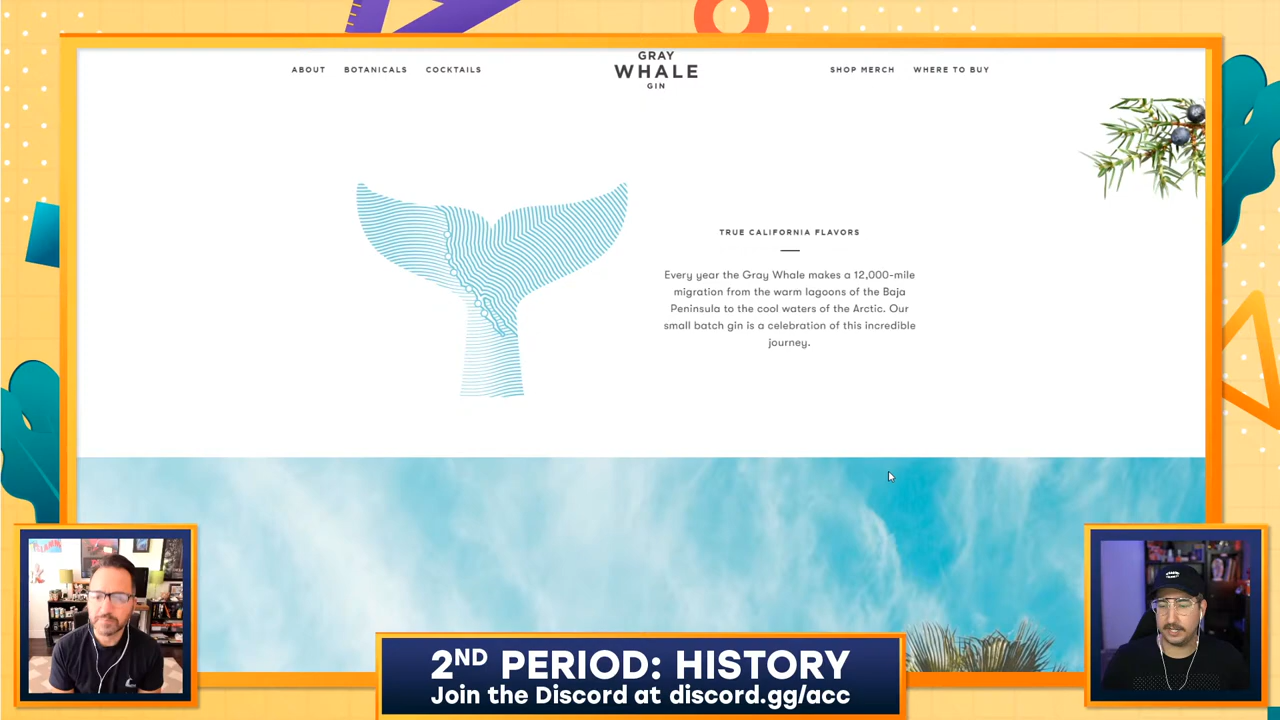 ABOUT BOTANICALS COCKTAILS
GRAY
WHALE
GIN
SHOP MERCH WHERE TO BUY
TRUE CALIFORNIA FLAVORS
Every year the Gray Whale makes a 12,000-mile
migration from the warm lagoons of the Baja
Peninsula to the cool waters of the Arctic. Our
small batch gin is a celebration of this incredible
journey.
2ND PERIOD: HISTORY
Join the Discord at discord.gg/acc